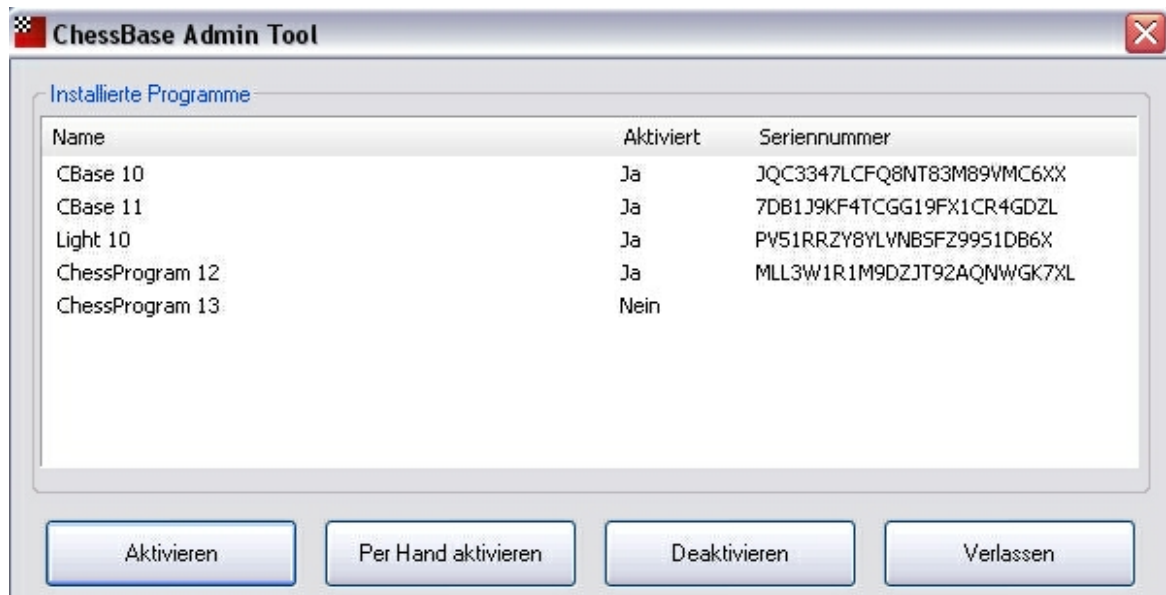 ChessBase Admin Tool
Installierte Programme
Name Aktiviert Seriennummer
CBase 10 Ja JQC3347LCFQ8NT83M89VMC6XX
CBase 11 Ja 7DB1J9KF4TCGG19FX1CR4GDZL
Light 10 Ja PV51RRZY8YLVNBSFZ99S1DB6X
ChessProgram 12 Ja MLL3W1R1M9DZJT92AQNWGK7XL
ChessProgram 13 Nein
Aktivieren Per Hand aktivieren Deaktivieren Verlassen